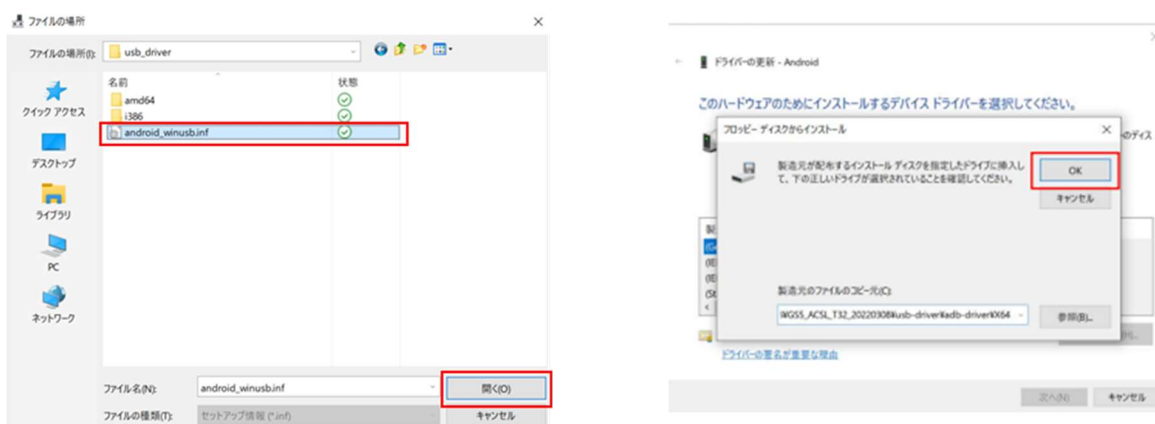 ファイルの場所
ファイルの場所(I):
usb_driver
名前
状態
amd64
i386
android_winusb.inf
クイック アクセス
デスクトップ
ライブラリ
PC
ネットワーク
ファイル名(N):
android_winusb.inf
開く(O)
ファイルの種類(T):
セットアップ情報 (*.inf)
キャンセル
ドライバーの更新 - Android
このハードウェアのためにインストールするデバイス ドライバーを選択してください。
フロッピー ディスクからインストール
のディス
製造元が配布するインストール ディスクを指定したドライブに挿入し
て、下の正しいドライブが選択されていることを確認してください。
OK
キャンセル
製造元のファイルのコピー元(C):
¥GS5_ACSL_T32_20220308¥usb-driver¥adb-driver¥X64
参照(B)...
ドライバーの署名が重要な理由
次へ(N)
キャンセル